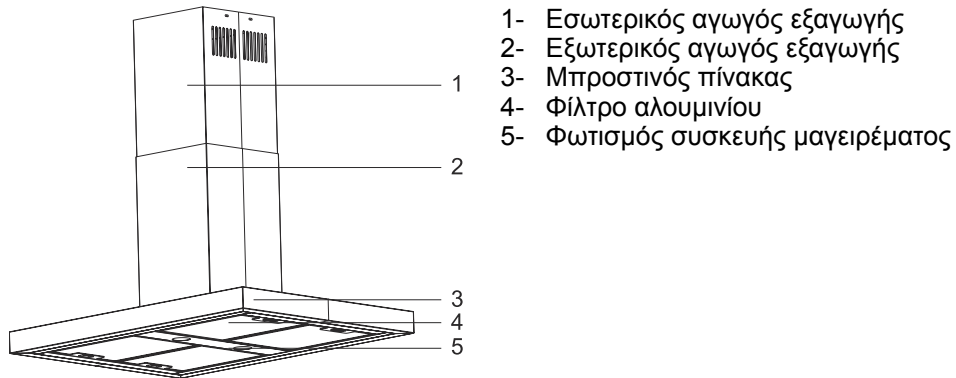 1- Εσωτερικός αγωγός εξαγωγής
2- Εξωτερικός αγωγός εξαγωγής
3- Μπροστινός πίνακας
4- Φίλτρο αλουμινίου
5- Φωτισμός συσκευής μαγειρέματος
1
2
3
4
5